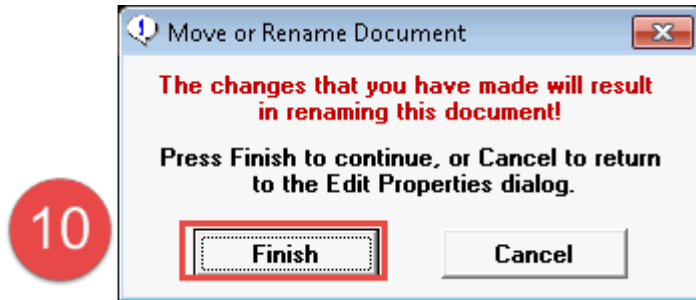 Move or Rename Document
The changes that you have made will result
in renaming this document!
Press Finish to continue, or Cancel to return
to the Edit Properties dialog.
10
Finish Cancel